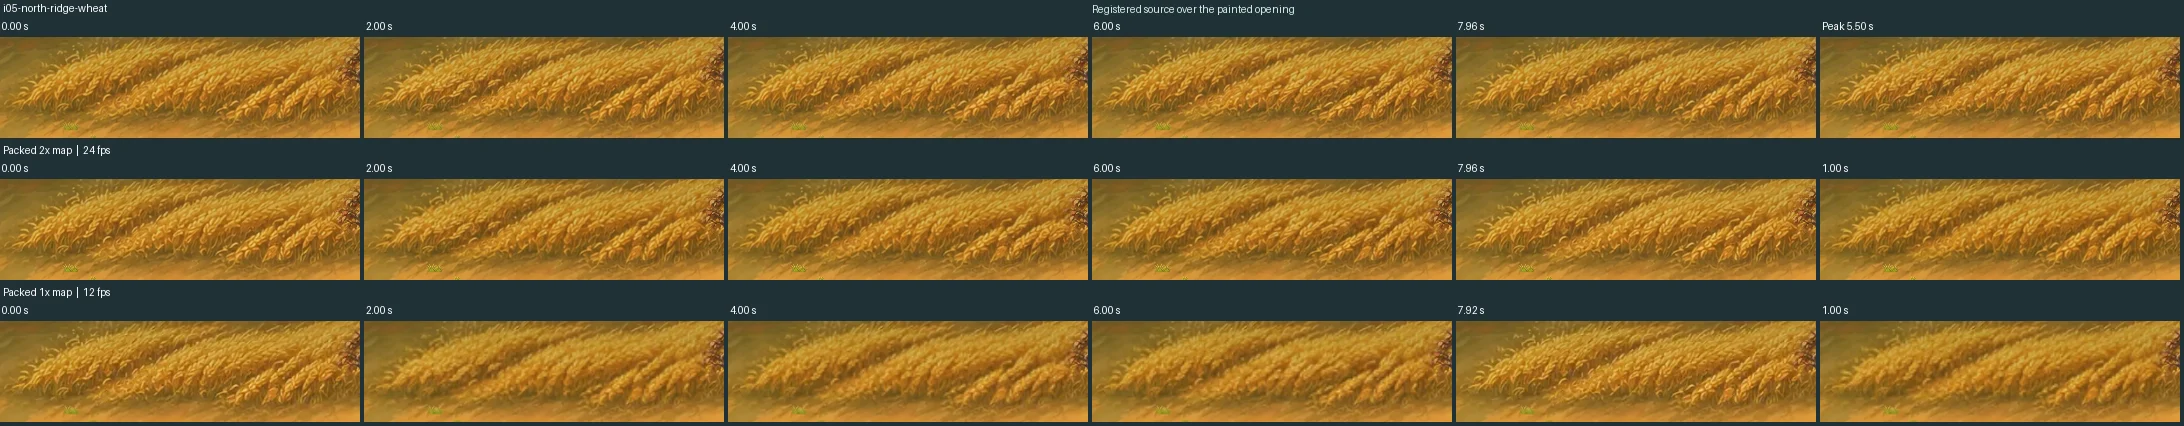 i05-north-ridge-wheat
Registered source over the painted opening
0.00 s 2.00 s 4.00 s 6.00 s 7.96 s Peak 5.50 s
Packed 2x map | 24 fps
0.00 s 2.00 s 4.00 s 6.00 s 7.96 s 1.00 s
Packed 1x map | 12 fps
0.00 s 2.00 s 4.00 s 6.00 s 7.92 s 1.00 s